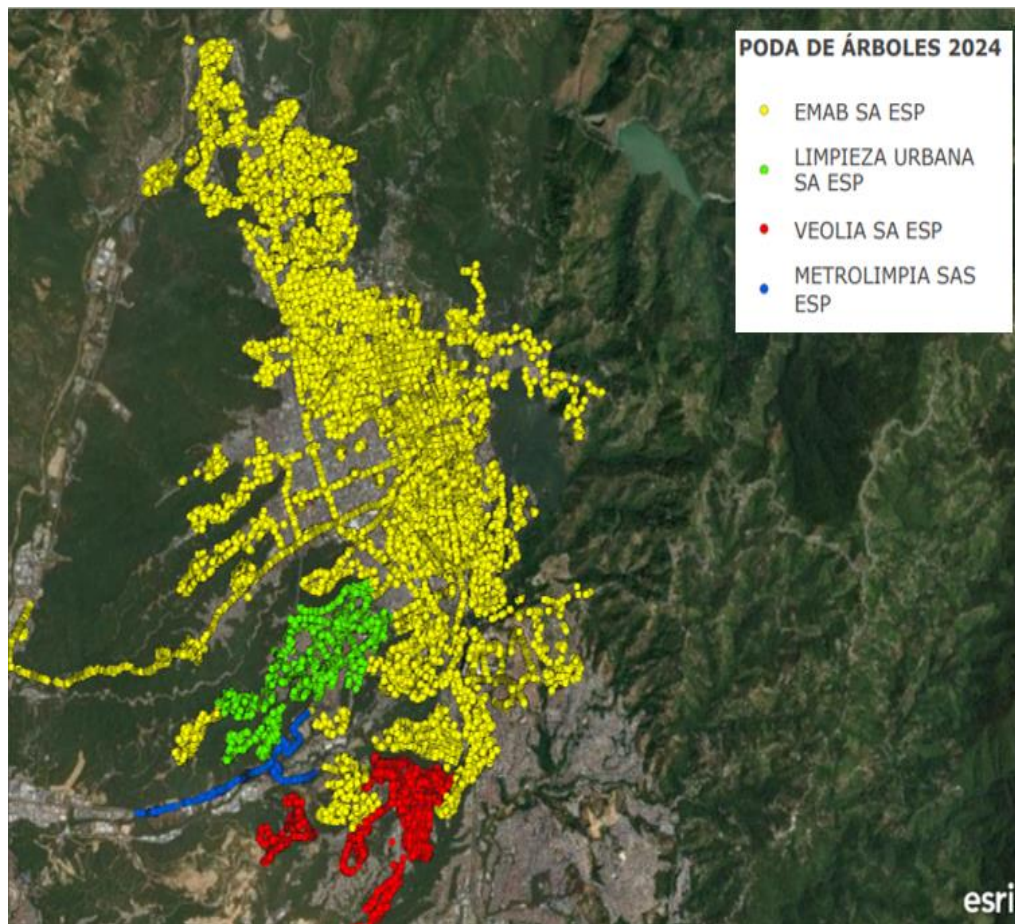 PODA DE ÁRBOLES 2024
EMAB SA ESP
LIMPIEZA URBANA
SA ESP
VEOLIA SA ESP
METROLIMPIA SAS
ESP
esri